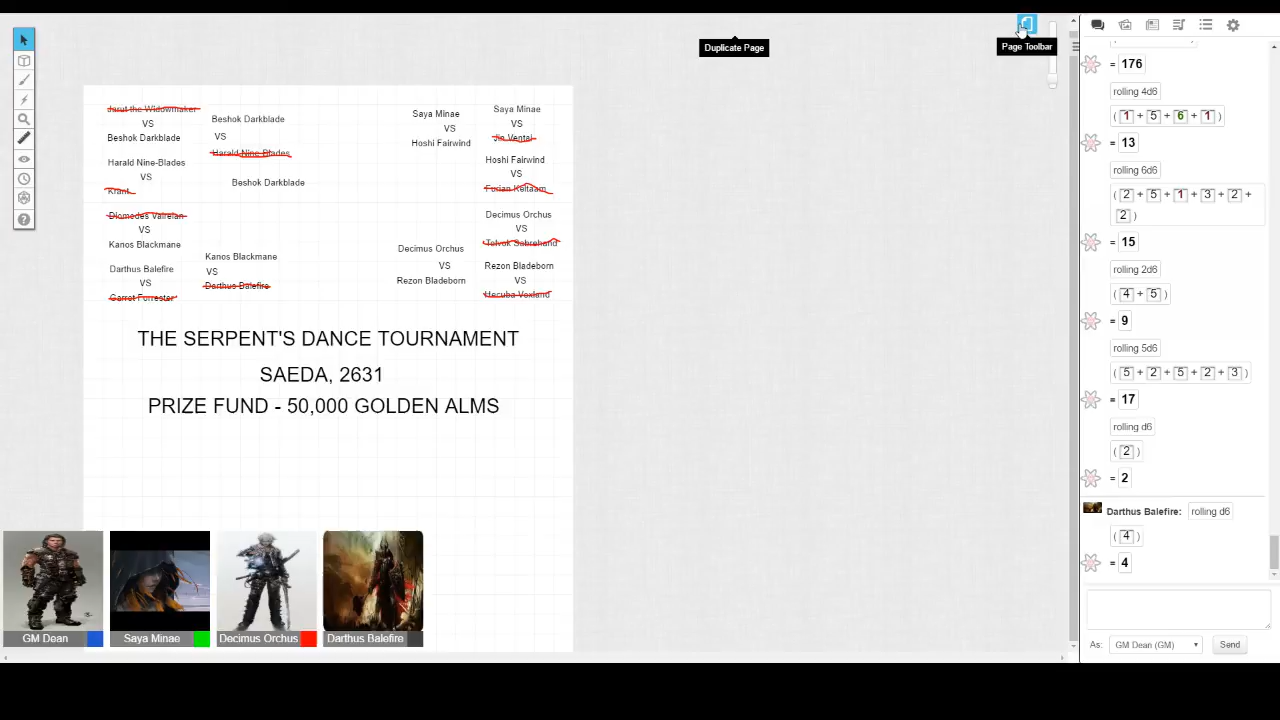 Duplicate Page
Page Toolbar
Jarut the Widowmaker
VS
Beshok Darkblade
Harald Nine-Blades
VS
Krant
Diomedes Valrelan
VS
Kanos Blackmane
Darthus Balefire
VS
Garret Forrester
Beshok Darkblade
VS
Harald Nine-Blades
Beshok Darkblade
Kanos Blackmane
VS
Darthus Balefire
Saya Minae
VS
Hoshi Fairwind
Decimus Orchus
VS
Rezon Bladeborn
Saya Minae
VS
Jin Vental
Hoshi Fairwind
VS
Decimus Orchus
VS
Rezon Bladeborn
VS
Hecuba Voxland
THE SERPENT'S DANCE TOURNAMENT
SAEDA, 2631
PRIZE FUND - 50,000 GOLDEN ALMS
GM Dean
Saya Minae
Decimus Orchus
Darthus Balefire
= 176
rolling 4d6
( 1 + 5 + 6 + 1 )
= 13
rolling 6d6
( 2 + 5 + 1 + 3 + 2 +
2 )
= 15
rolling 2d6
( 4 + 5 )
= 9
rolling 5d6
( 5 + 2 + 5 + 2 + 3 )
= 17
rolling d6
( 2 )
= 2
Darthus Balefire: rolling d6
( 4 )
= 4
As: GM Dean (GM) Send